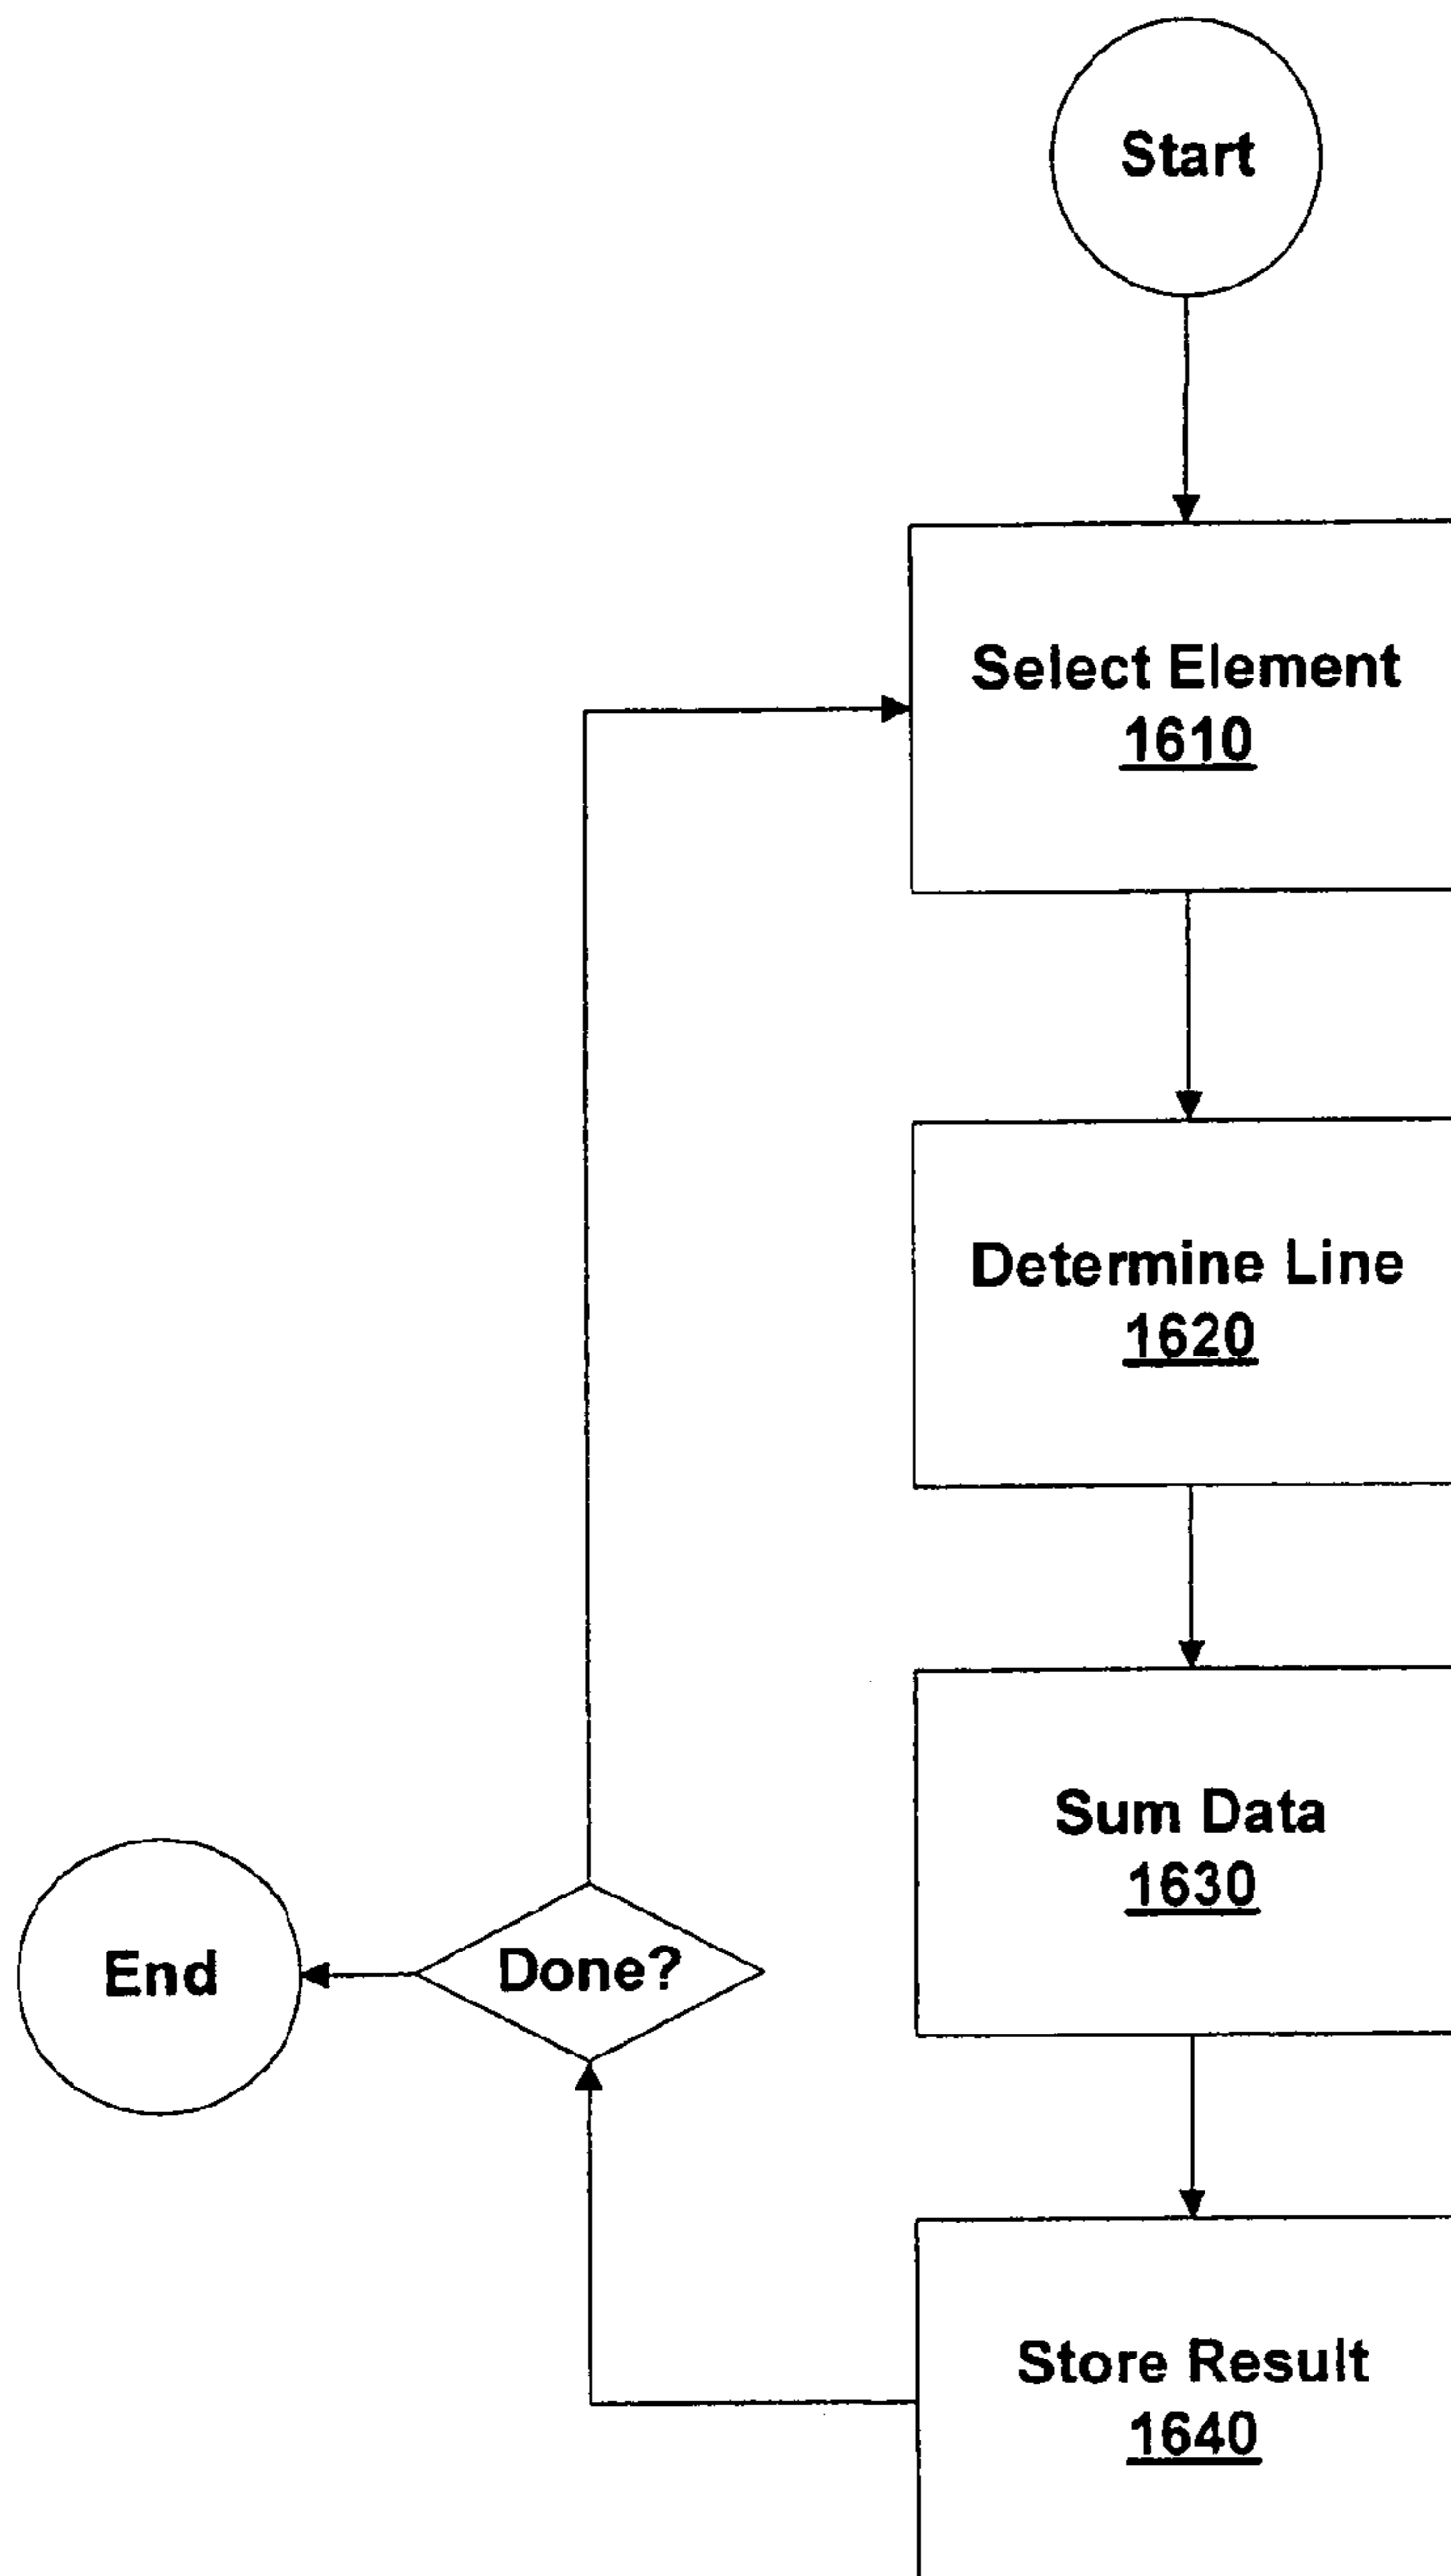 Start
Select Element
1610
Determine Line
1620
Sum Data
1630
End
Done?
Store Result
1640